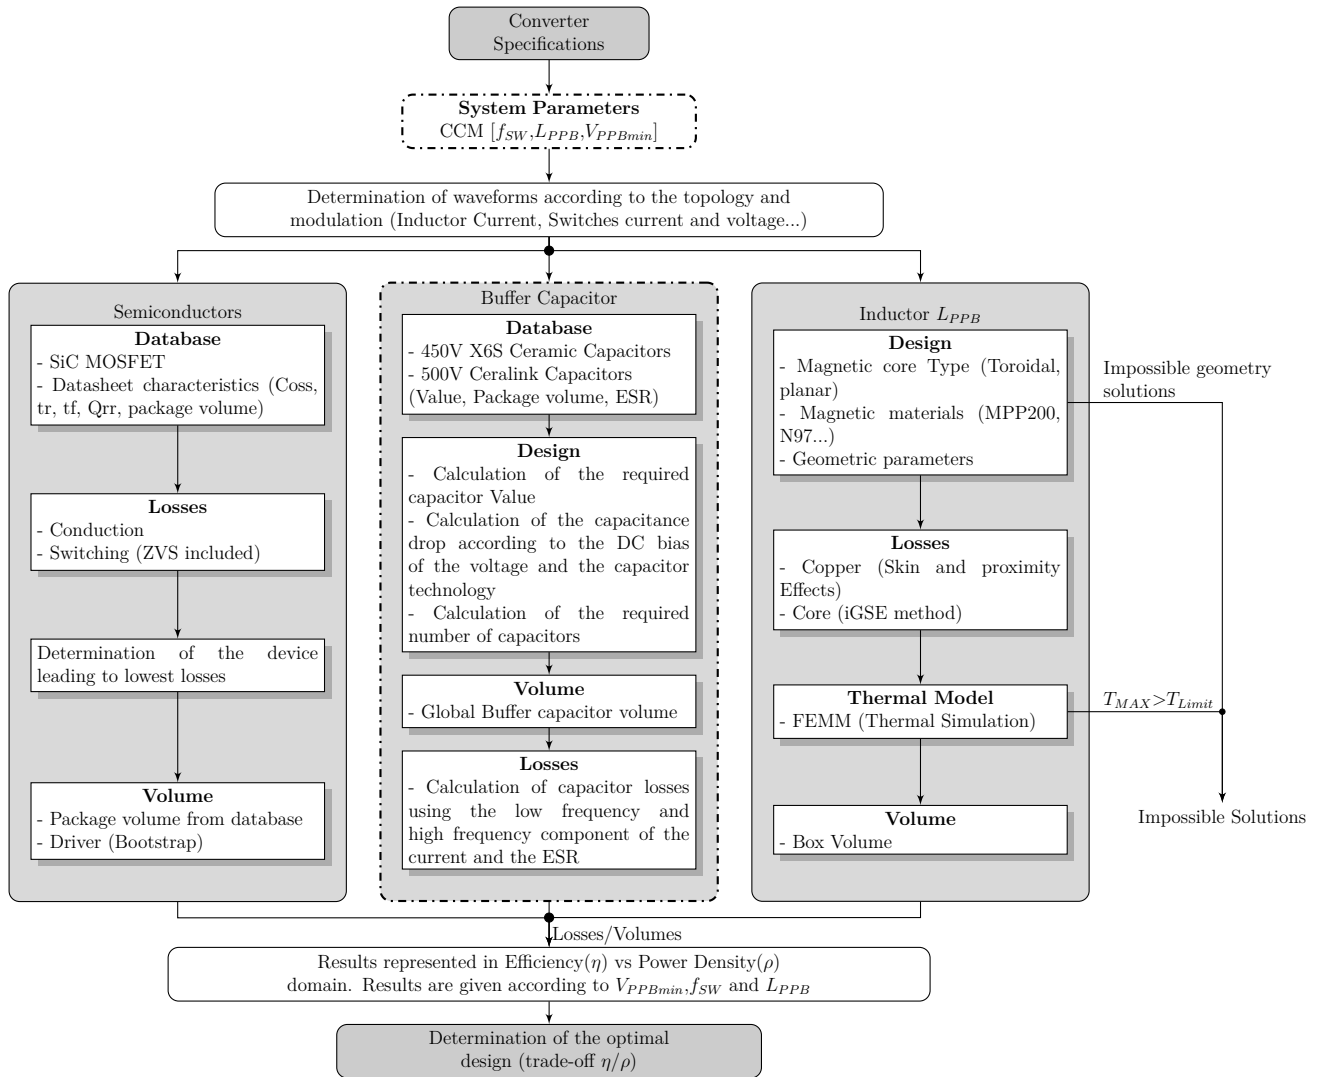 Converter
Specifications
System Parameters
CCM [f_SW,L_PPB,V_PPBmin]
Determination of waveforms according to the topology and
modulation (Inductor Current, Switches current and voltage...)
Semiconductors
Database
- SiC MOSFET
- Datasheet characteristics (Coss,
tr, tf, Qrr, package volume)
Losses
- Conduction
- Switching (ZVS included)
Determination of the device
leading to lowest losses
Volume
- Package volume from database
- Driver (Bootstrap)
Buffer Capacitor
Database
- 450V X6S Ceramic Capacitors
- 500V Ceralink Capacitors
(Value, Package volume, ESR)
Design
- Calculation of the required
capacitor Value
- Calculation of the capacitance
drop according to the DC bias
of the voltage and the capacitor
technology
- Calculation of the required
number of capacitors
Volume
- Global Buffer capacitor volume
Losses
- Calculation of capacitor losses
using the low frequency and
high frequency component of the
current and the ESR
Inductor L_PPB
Design
- Magnetic core Type (Toroidal,
planar)
- Magnetic materials (MPP200,
N97...)
- Geometric parameters
Losses
- Copper (Skin and proximity
Effects)
- Core (iGSE method)
Thermal Model
- FEMM (Thermal Simulation)
Volume
- Box Volume
Impossible geometry
solutions
T_MAX>T_Limit
Impossible Solutions
Losses/Volumes
Results represented in Efficiency(η) vs Power Density(ρ)
domain. Results are given according to V_PPBmin,f_SW and L_PPB
Determination of the optimal
design (trade-off η/ρ)